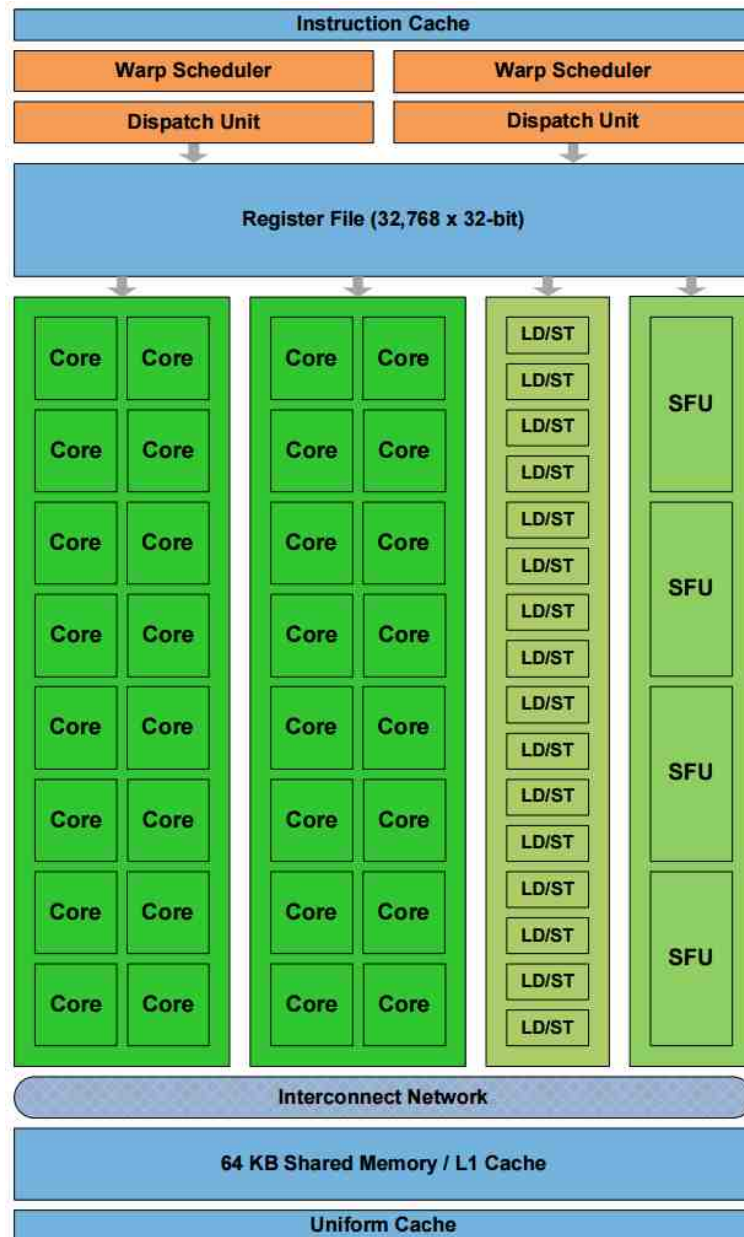 Instruction Cache
Warp Scheduler Warp Scheduler
Dispatch Unit Dispatch Unit
Register File (32,768 x 32-bit)
Core Core Core Core LD/ST LD/ST SFU
Core Core Core Core LD/ST LD/ST
Core Core Core Core LD/ST LD/ST SFU
Core Core Core Core LD/ST LD/ST
Core Core Core Core LD/ST LD/ST SFU
Core Core Core Core LD/ST LD/ST
Core Core Core Core LD/ST LD/ST SFU
Core Core Core Core LD/ST LD/ST
Interconnect Network
64 KB Shared Memory / L1 Cache
Uniform Cache